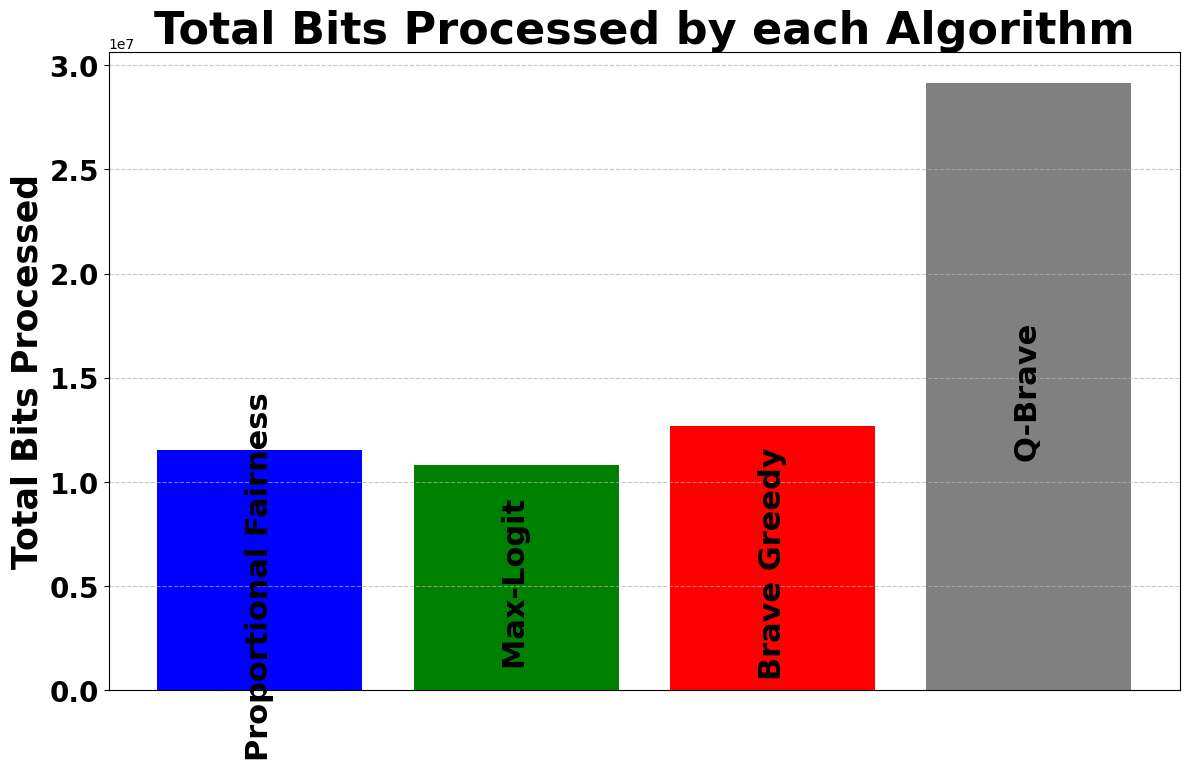 Total Bits Processed by each Algorithm
1e7
3.0
2.5
2.0
1.5
1.0
0.5
0.0
Total Bits Processed
Proportional Fairness
Max-Logit
Brave Greedy
Q-Brave